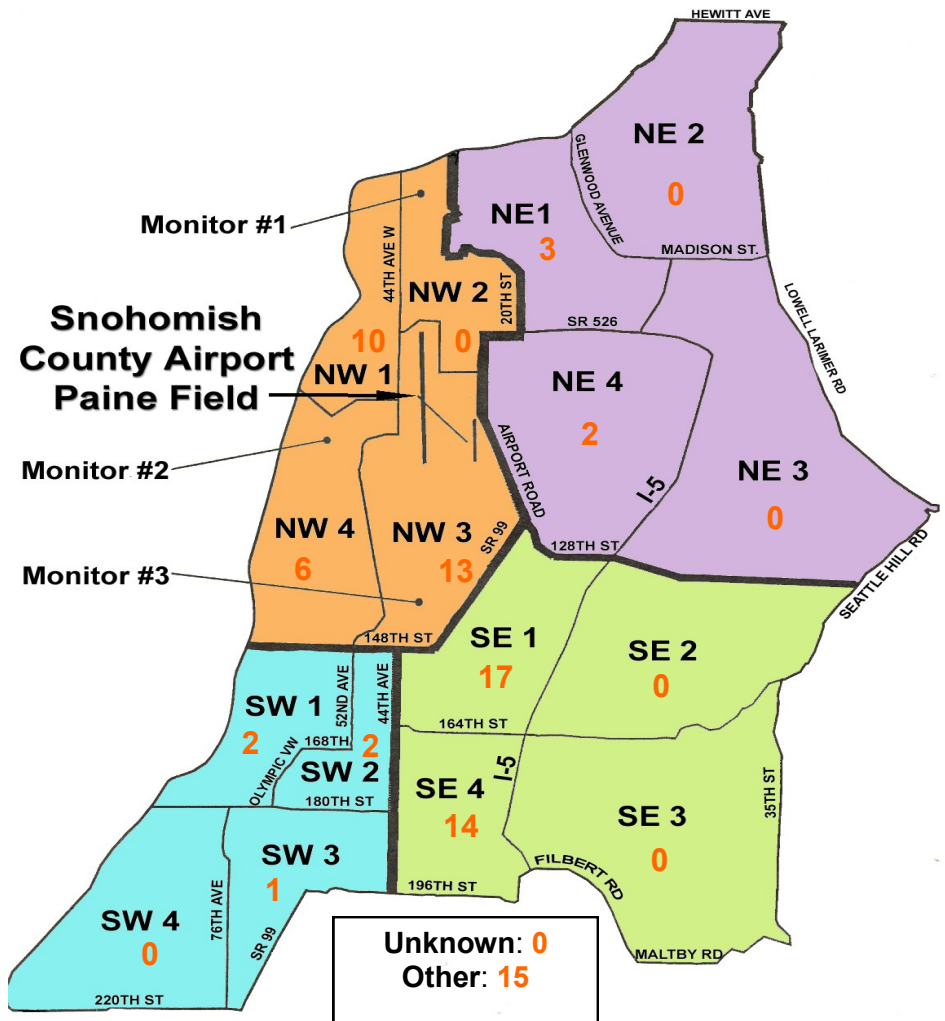 HEWITT AVE
NE 2
0
GLENWOOD AVENUE
MADISON ST.
NE1
3
Monitor #1
44TH AVE W
NW 2
0
20TH ST
LOWELL LARIMER RD
Snohomish
County Airport
Paine Field
10
NW 1
SR 526
NE 4
2
AIRPORT ROAD
I-5
NE 3
0
Monitor #2
NW 4
6
NW 3
13
SR 99
128TH ST
SEATTLE HILL RD
Monitor #3
148TH ST
SE 1
17
SE 2
0
SW 1
2
52ND AVE
44TH AVE
OLYMPIC VW
168TH
2
SW 2
180TH ST
164TH ST
I-5
SE 4
14
SE 3
0
35TH ST
SW 3
1
76TH AVE
SR 99
196TH ST
FILBERT RD
MALTBY RD
SW 4
0
220TH ST
Unknown: 0
Other: 15